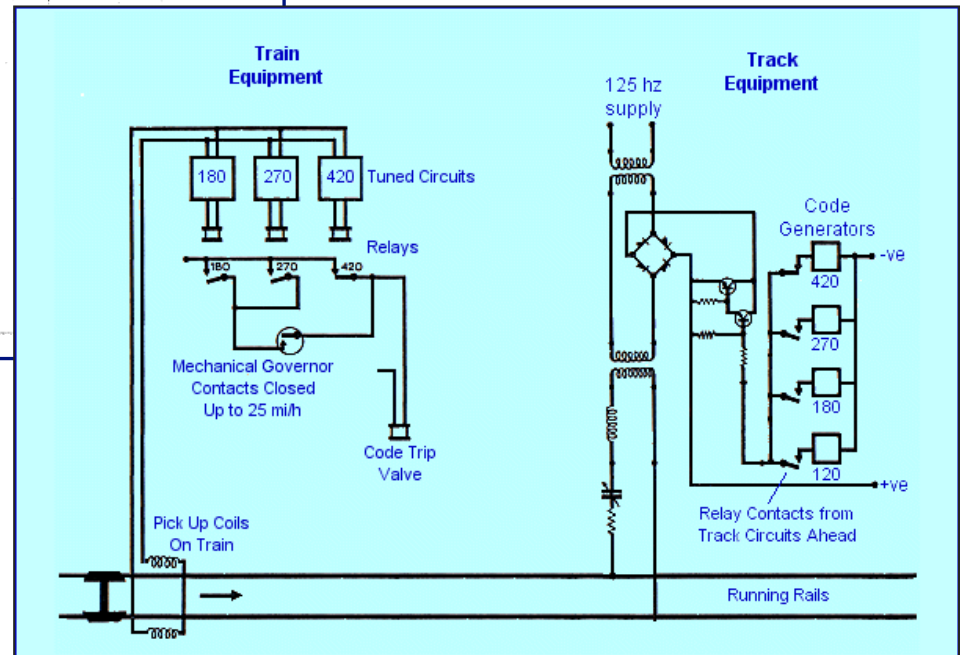 Train
Equipment
Track
Equipment
125 hz
supply
180
270
420
Tuned Circuits
Relays
180
270
420
Mechanical Governor
Contacts Closed
Up to 25 mi/h
Code Trip
Valve
Code
Generators
-ve
420
270
180
120
+ve
Relay Contacts from
Track Circuits Ahead
Pick Up Coils
On Train
Running Rails